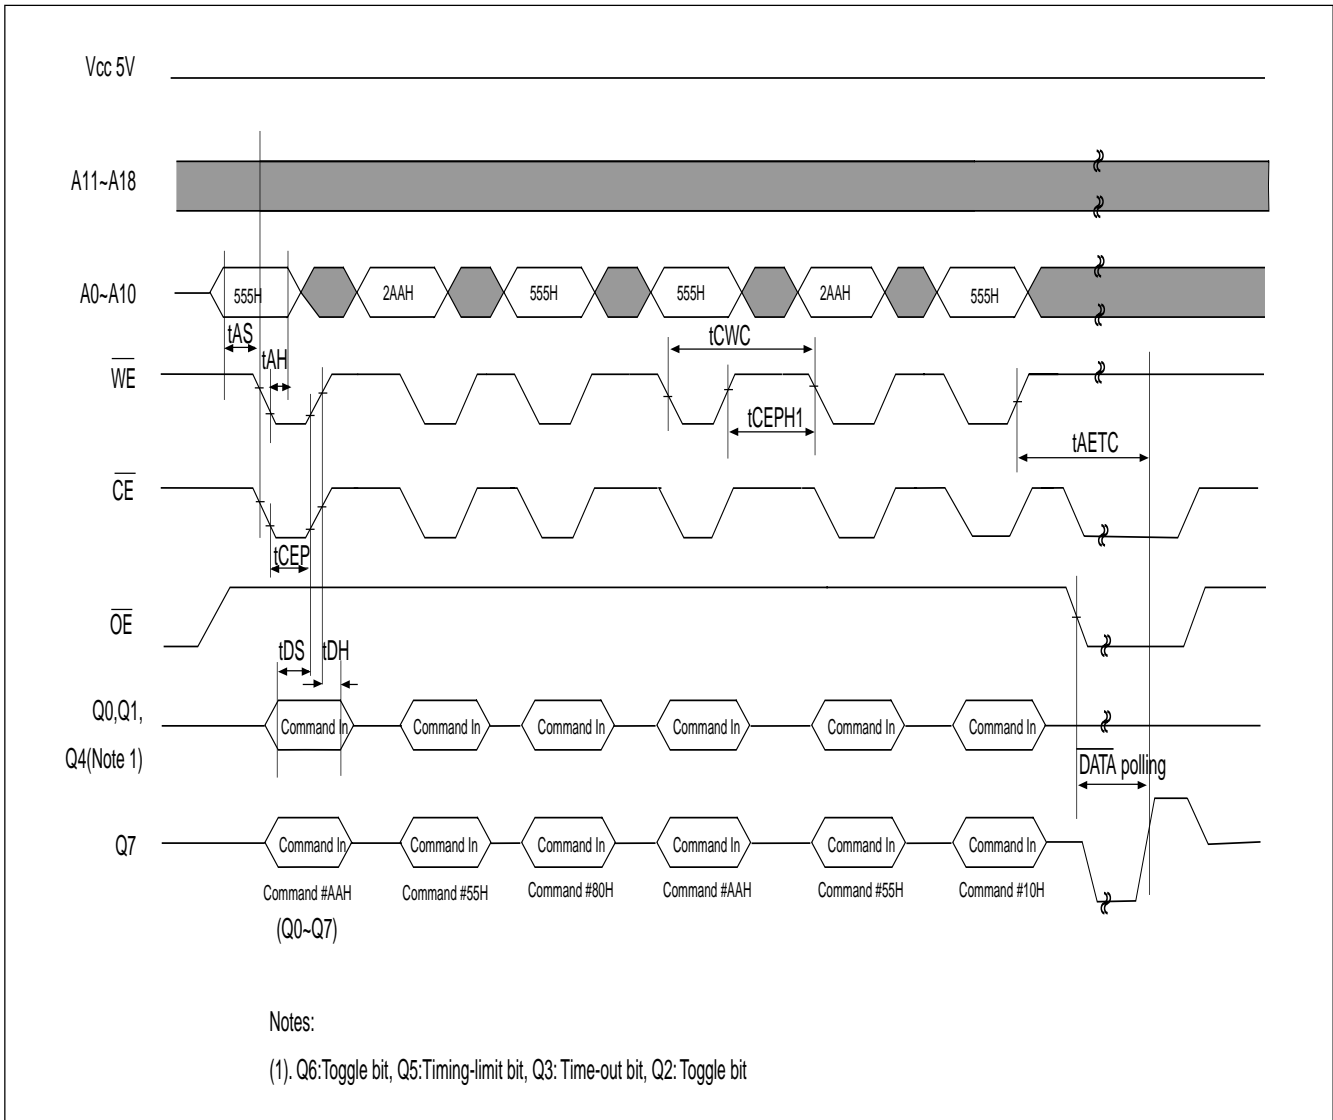 Vcc 5V
A11~A18
A0~A10
555H 2AAH 555H 555H 2AAH 555H
tAS
tAH
tCWC
WE
tCEPH1
tAETC
CE
tCEP
OE
tDS tDH
Q0,Q1,
Q4(Note 1)
Command In Command In Command In Command In Command In Command In
DATA polling
Q7
Command In Command In Command In Command In Command In Command In
Command #AAH Command #55H Command #80H Command #AAH Command #55H Command #10H
(Q0~Q7)
Notes:
(1). Q6:Toggle bit, Q5:Timing-limit bit, Q3: Time-out bit, Q2: Toggle bit